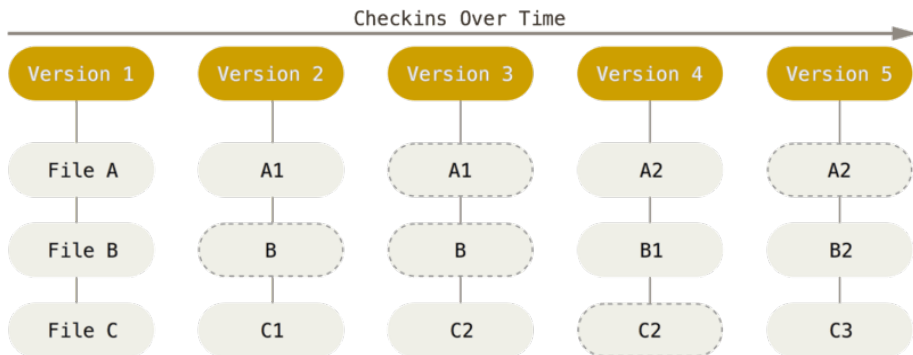 Checkins Over Time
Version 1 Version 2 Version 3 Version 4 Version 5
File A A1 A1 A2 A2
File B B B B1 B2
File C C1 C2 C2 C3